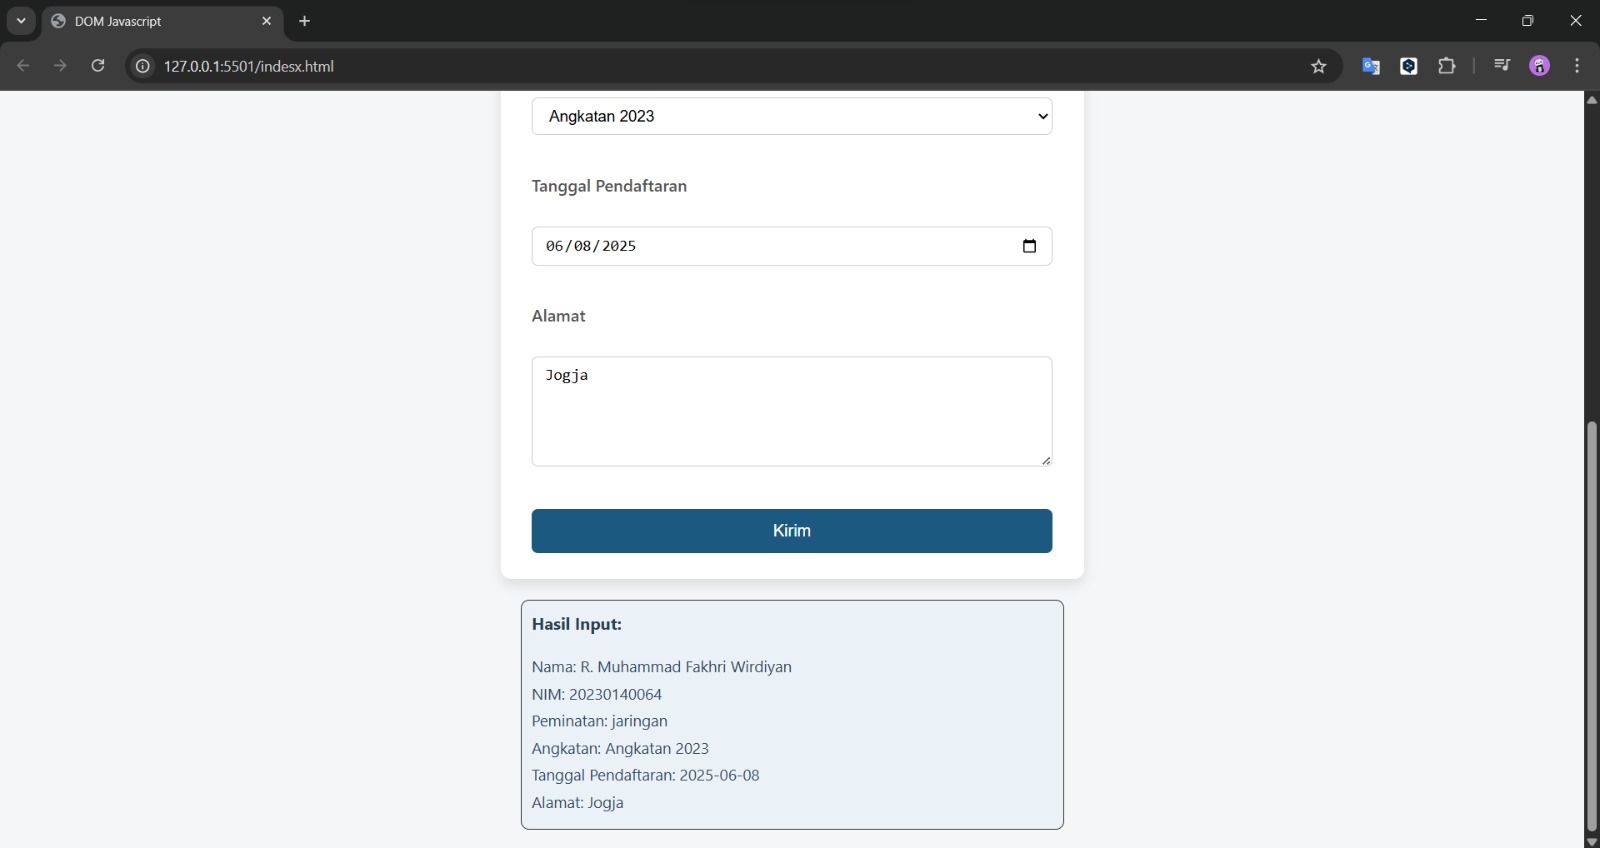 DOM Javascript
127.0.0.1:5501/indesx.html
Angkatan 2023
Tanggal Pendaftaran
06/08/2025
Alamat
Jogja
Kirim
Hasil Input:
Nama: R. Muhammad Fakhri Wirdiyan
NIM: 20230140064
Peminatan: jaringan
Angkatan: Angkatan 2023
Tanggal Pendaftaran: 2025-06-08
Alamat: Jogja